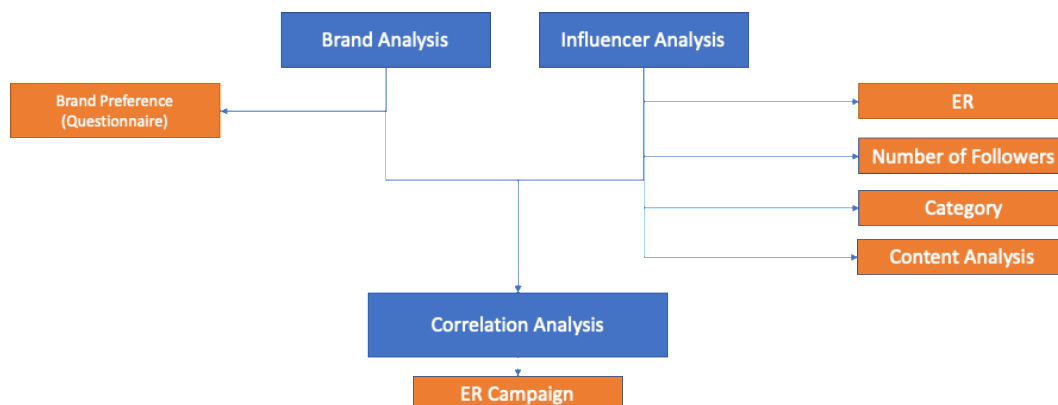 Brand Analysis
Influencer Analysis
Brand Preference
(Questionnaire)
ER
Number of Followers
Category
Content Analysis
Correlation Analysis
ER Campaign